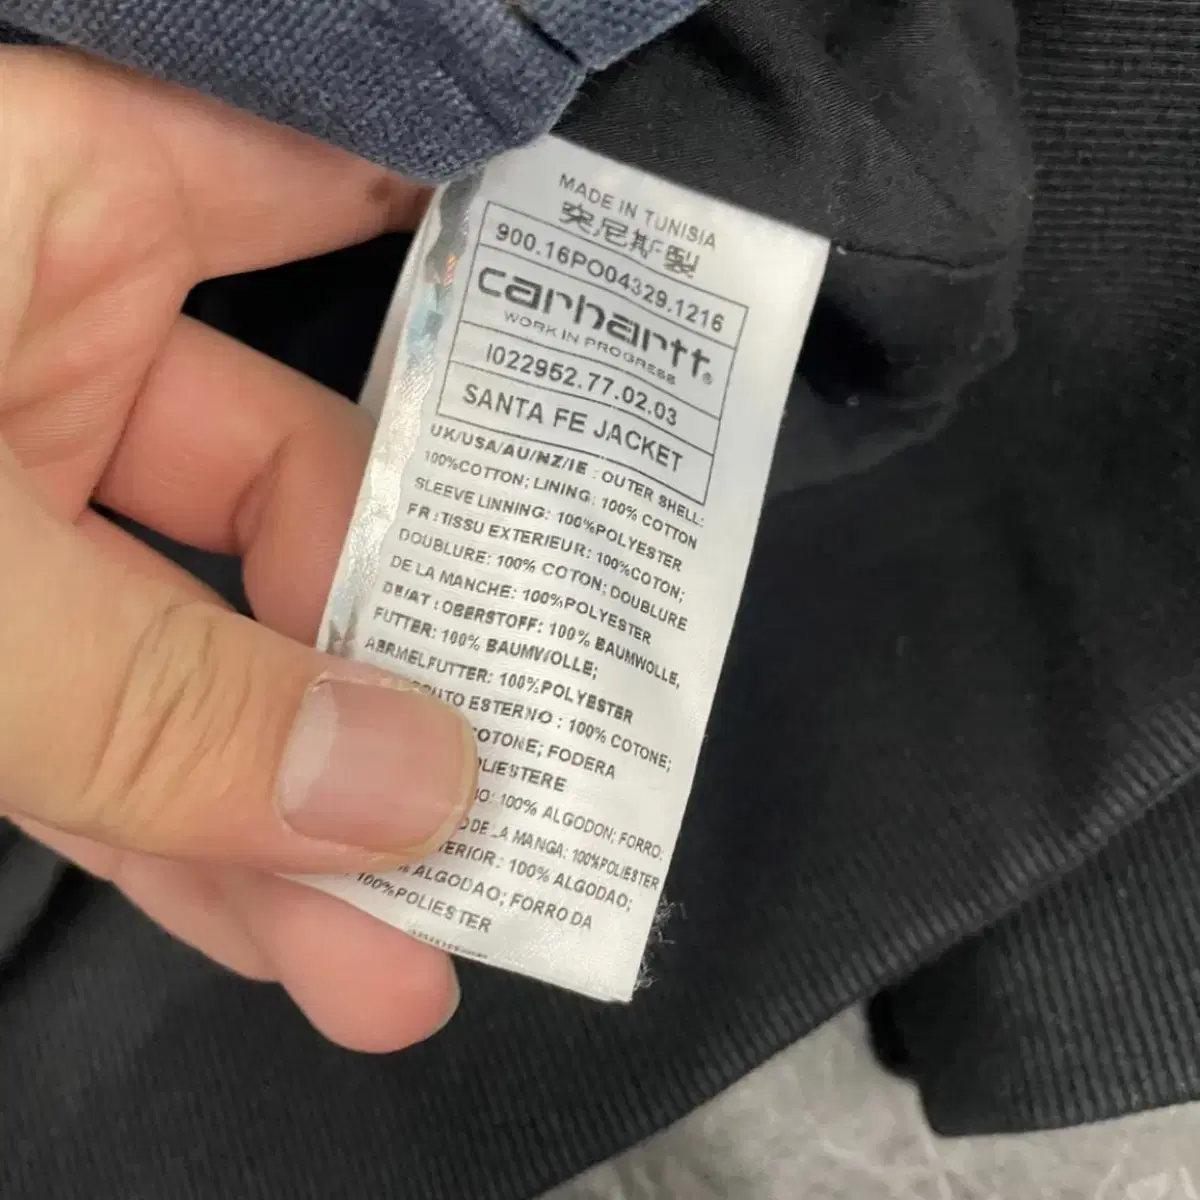 MADE IN TUNISIA
突尼斯製
900.16PO04329.1216
carhartt®
WORK IN PROGRESS
I022952.77.02.03
SANTA FE JACKET
UK/USA/AU/NZ/IE : OUTER SHELL:
100%COTTON; LINING: 100% COTTON
SLEEVE LINNING: 100%POLYESTER
FR : TISSU EXTERIEUR: 100%COTON;
DOUBLURE: 100% COTON; DOUBLURE
DE LA MANCHE: 100%POLYESTER
DE/AT : OBERSTOFF: 100% BAUMWOLLE,
FUTTER: 100% BAUMWOLLE;
AERMELFUTTER: 100%POLYESTER
ESTERNO : 100% COTONE;
COTONE; FODERA
100% ALGODON; FORRO:
DE LA MANGA: 100%POLIESTER
100% ALGODAO;
% ALGODAO; FORRO DA
100%POLIESTER